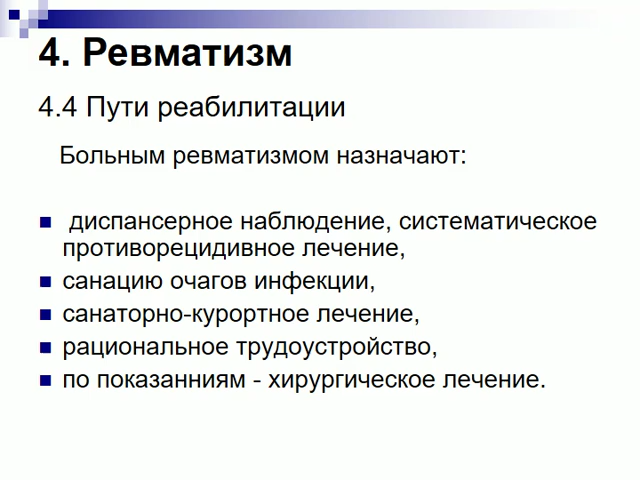 4. Ревматизм
4.4 Пути реабилитации
Больным ревматизмом назначают:
диспансерное наблюдение, систематическое
противорецидивное лечение,
санацию очагов инфекции,
санаторно-курортное лечение,
рациональное трудоустройство,
по показанниям - хирургическое лечение.